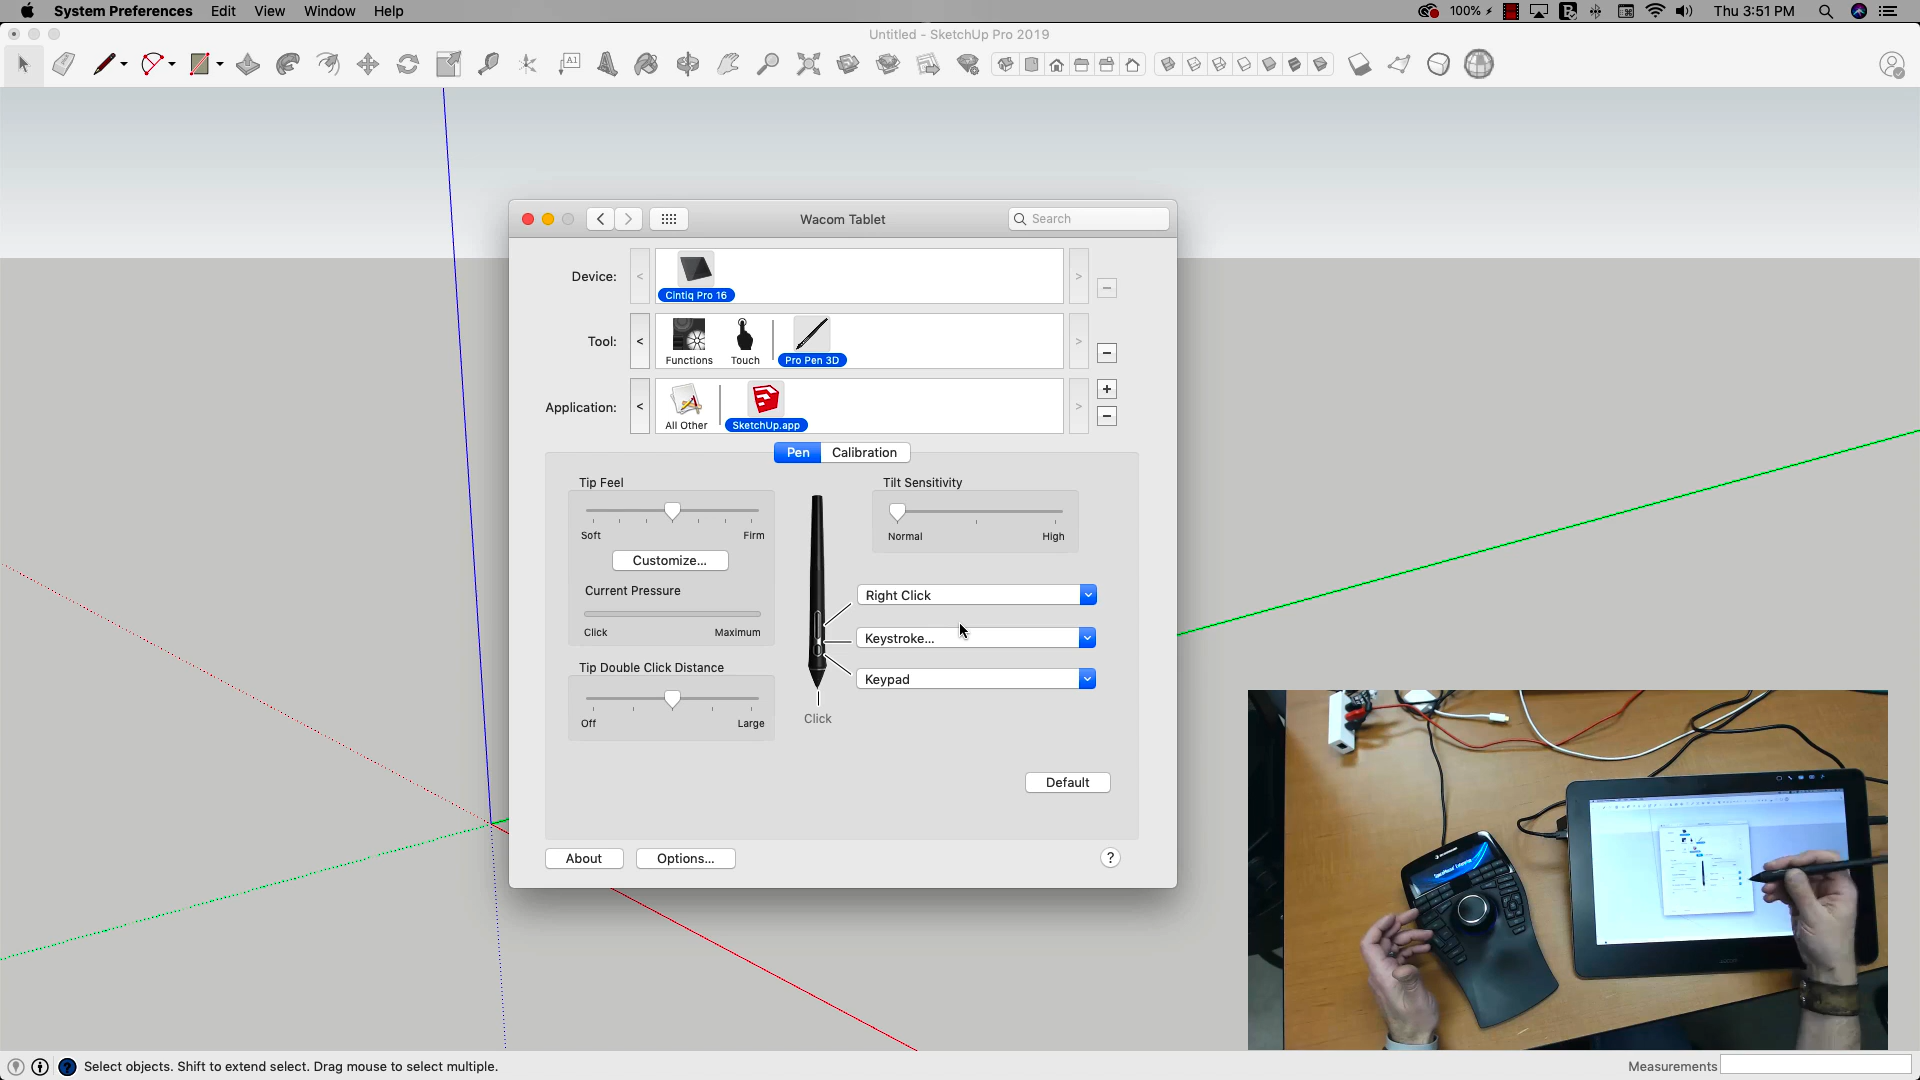 System Preferences Edit View Window Help
100% Thu 3:51 PM
Untitled - SketchUp Pro 2019
A1
Wacom Tablet
Search
Device:
<
>
Cintiq Pro 16
Tool:
<
>
Functions
Touch
Pro Pen 3D
Application:
<
>
All Other
SketchUp.app
Pen
Calibration
Tip Feel
Soft
Firm
Customize...
Current Pressure
Click
Maximum
Tip Double Click Distance
Off
Large
Click
Tilt Sensitivity
Normal
High
Right Click
Keystroke...
Keypad
Default
About
Options...
?
SpaceMouse Enterprise
Select objects. Shift to extend select. Drag mouse to select multiple.
Measurements